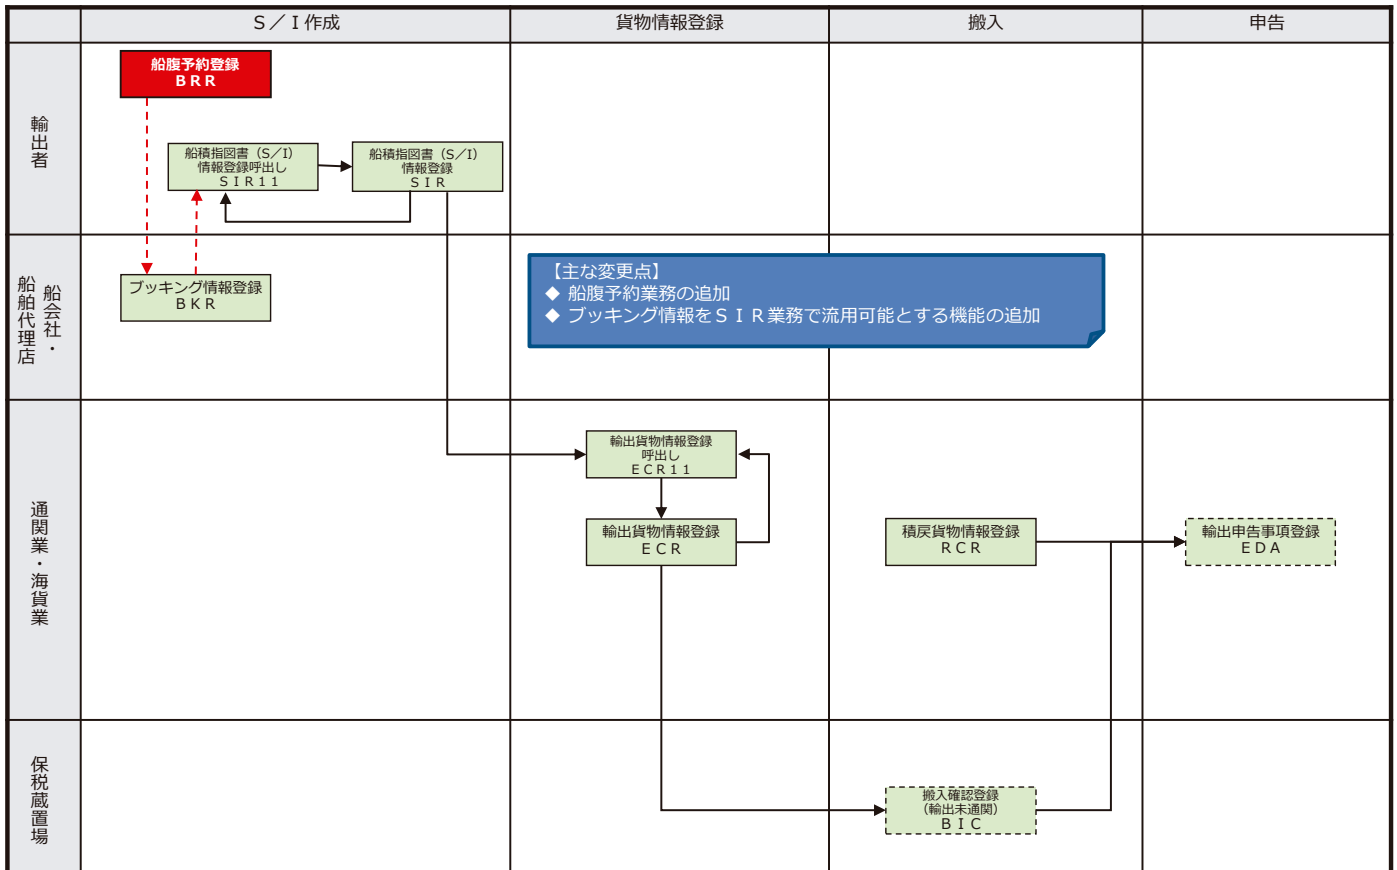 Ｓ／Ｉ作成
貨物情報登録
搬入
申告
輸出者
船腹予約登録
ＢＲＲ
船積指図書（S／I）
情報登録呼出し
ＳＩＲ１１
船積指図書（S／I）
情報登録
ＳＩＲ
船会社・
船舶代理店
ブッキング情報登録
ＢＫＲ
【主な変更点】
◆ 船腹予約業務の追加
◆ ブッキング情報をＳＩＲ業務で流用可能とする機能の追加
通関業・海貨業
輸出貨物情報登録
呼出し
ＥＣＲ１１
輸出貨物情報登録
ＥＣＲ
積戻貨物情報登録
ＲＣＲ
輸出申告事項登録
ＥＤＡ
保税蔵置場
搬入確認登録
（輸出未通関）
ＢＩＣ